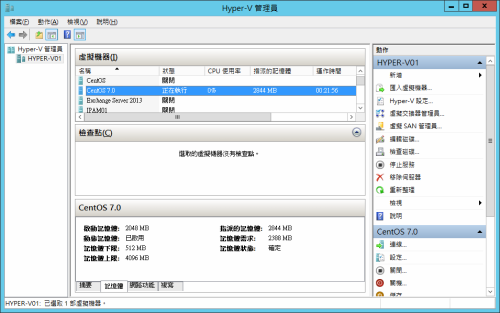 Hyper-V 管理員
檔案(F) 動作(A) 檢視(V) 說明(H)
Hyper-V 管理員
HYPER-V01
虛擬機器(I)
名稱 狀態 CPU 使用率 指派的記憶體 運作時間
CentOS 關閉
CentOS 7.0 正在執行 0% 2844 MB 00:21:56
Exchange Server 2013 關閉
IPAM01 關閉
檢查點(C)
選取的虛擬機器沒有檢查點。
CentOS 7.0
啟動記憶體: 2048 MB 指派的記憶體: 2844 MB
動態記憶體: 已啟用 記憶體需求: 2388 MB
記憶體下限: 512 MB 記憶體狀態: 確定
記憶體上限: 4096 MB
摘要 記憶體 網路功能 複寫
動作
HYPER-V01
新增
匯入虛擬機器...
Hyper-V 設定...
虛擬交換器管理員...
虛擬 SAN 管理員...
編輯磁碟...
檢查磁碟...
停止服務
移除伺服器
重新整理
檢視
說明
CentOS 7.0
連線...
設定...
關閉...
關機...
儲存
HYPER-V01: 已選取 1 部虛擬機器。